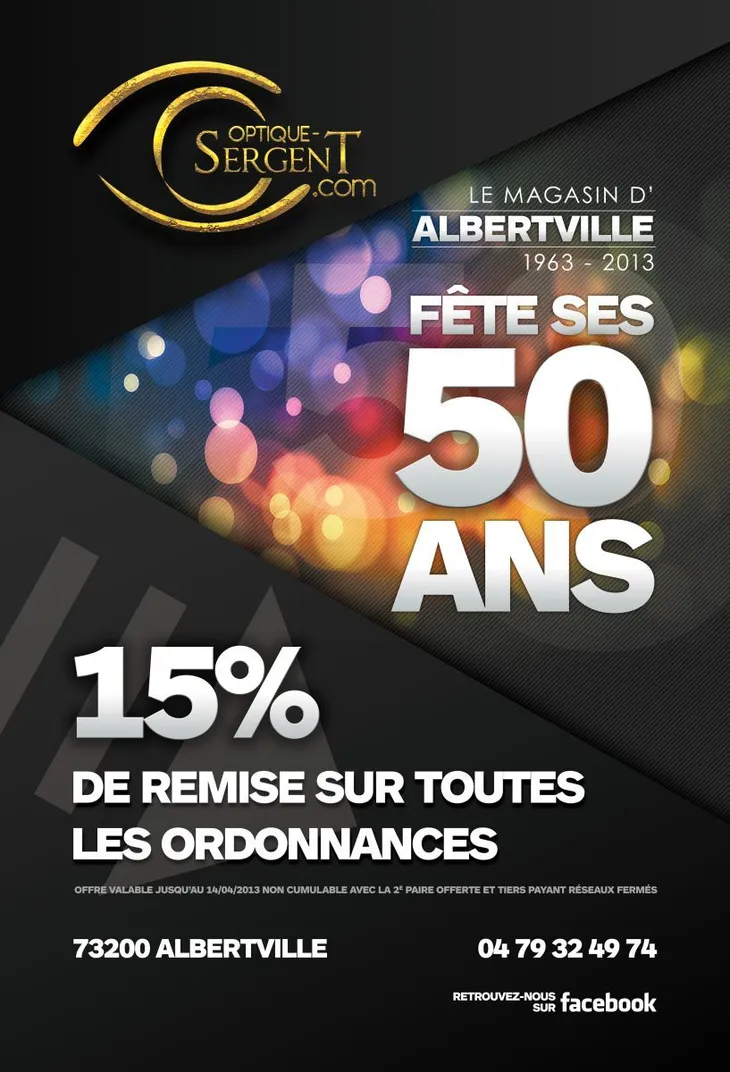 OPTIQUE-
SERGENT
.com
LE MAGASIN D'
ALBERTVILLE
1963 - 2013
FÊTE SES
50
ANS
15%
DE REMISE SUR TOUTES
LES ORDONNANCES
OFFRE VALABLE JUSQU'AU 14/04/2013 NON CUMULABLE AVEC LA 2E PAIRE OFFERTE ET TIERS PAYANT RÉSEAUX FERMÉS
73200 ALBERTVILLE
04 79 32 49 74
RETROUVEZ-NOUS
SUR facebook